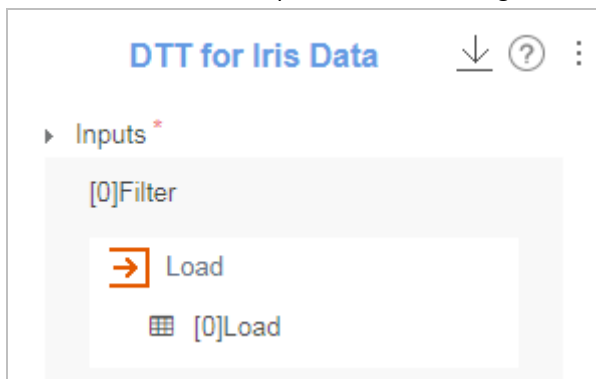 DTT for Iris Data
Inputs *
[0]Filter
Load
[0]Load